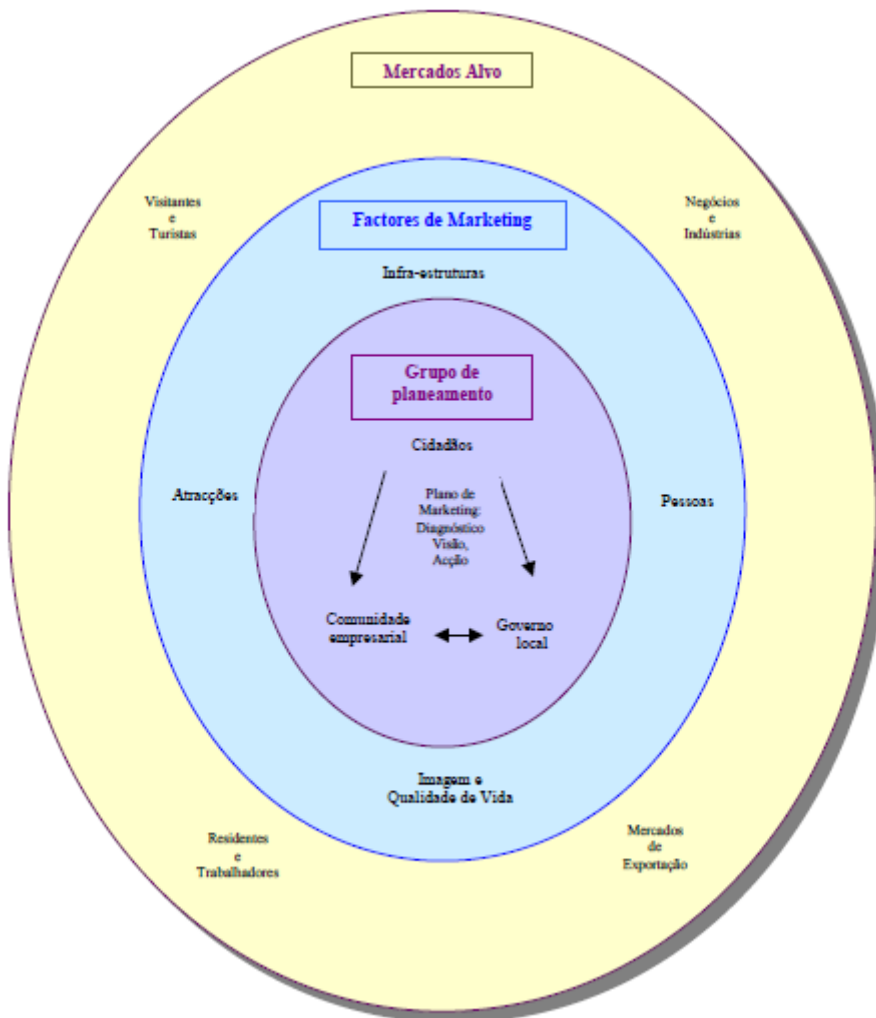 Mercados Alvo
Visitantes
e
Turistas
Negócios
e
Indústrias
Factores de Marketing
Infra-estruturas
Grupo de
planeamento
Cidadãos
Atracções
Plano de
Marketing:
Diagnóstico
Visão,
Acção
Pessoas
Comunidade
empresarial
Governo
local
Imagem e
Qualidade de Vida
Residentes
e
Trabalhadores
Mercados
de
Exportação